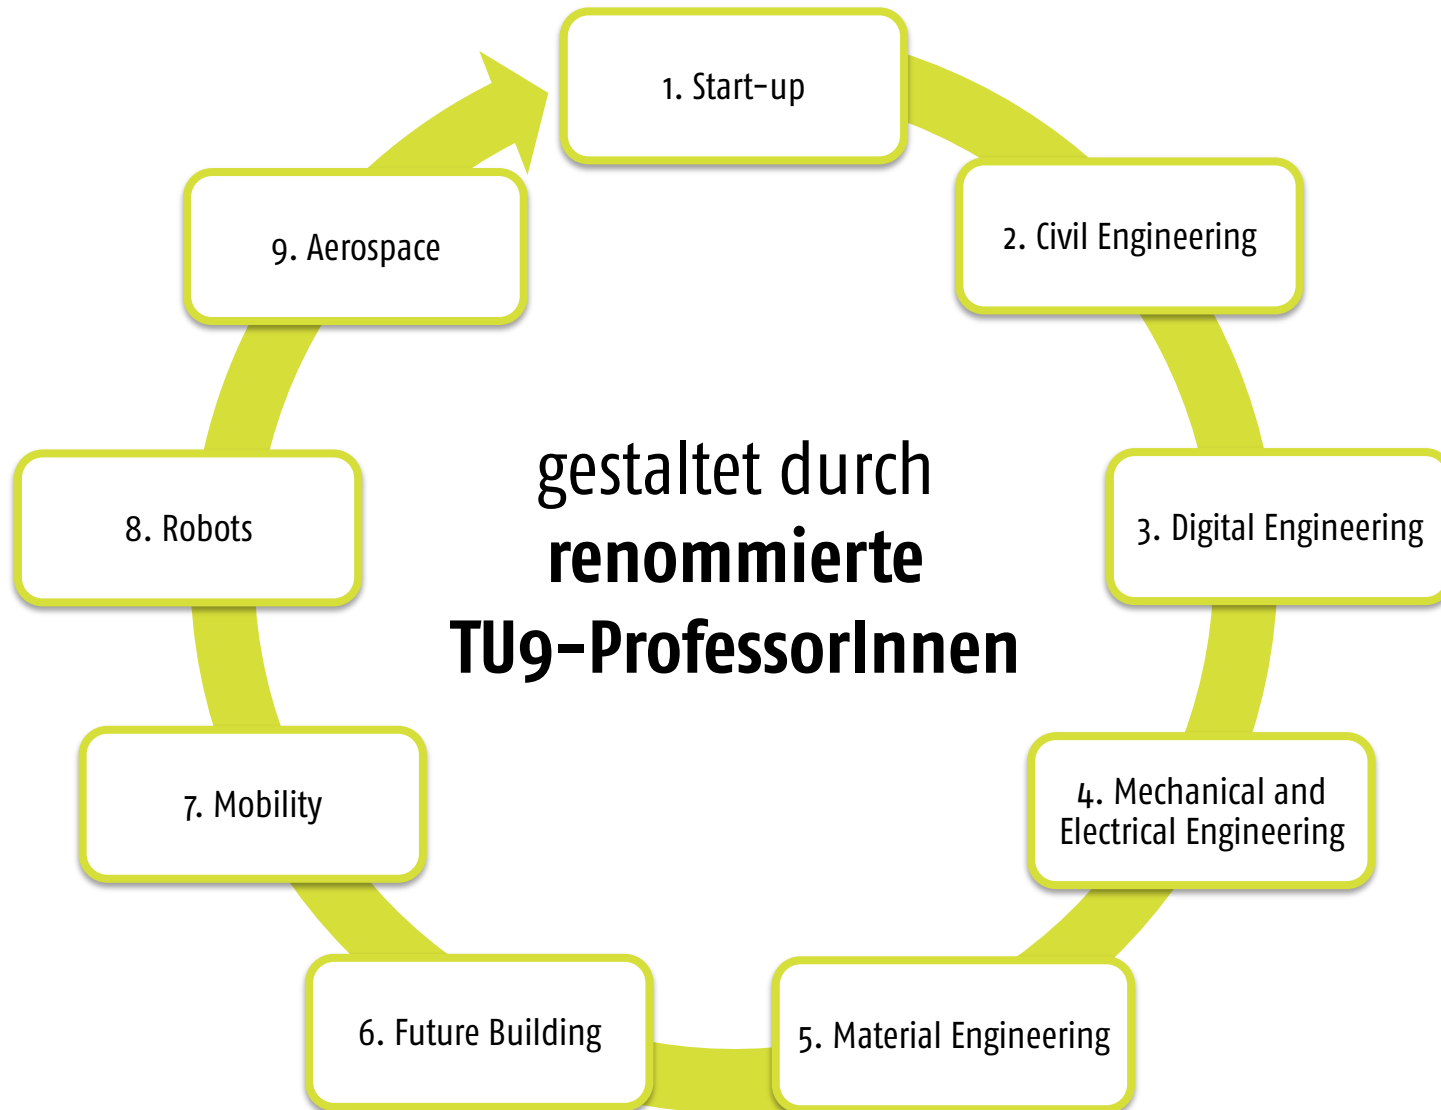 1. Start-up
2. Civil Engineering
3. Digital Engineering
4. Mechanical and
Electrical Engineering
5. Material Engineering
6. Future Building
7. Mobility
8. Robots
9. Aerospace
gestaltet durch
renommierte
TU9-ProfessorInnen